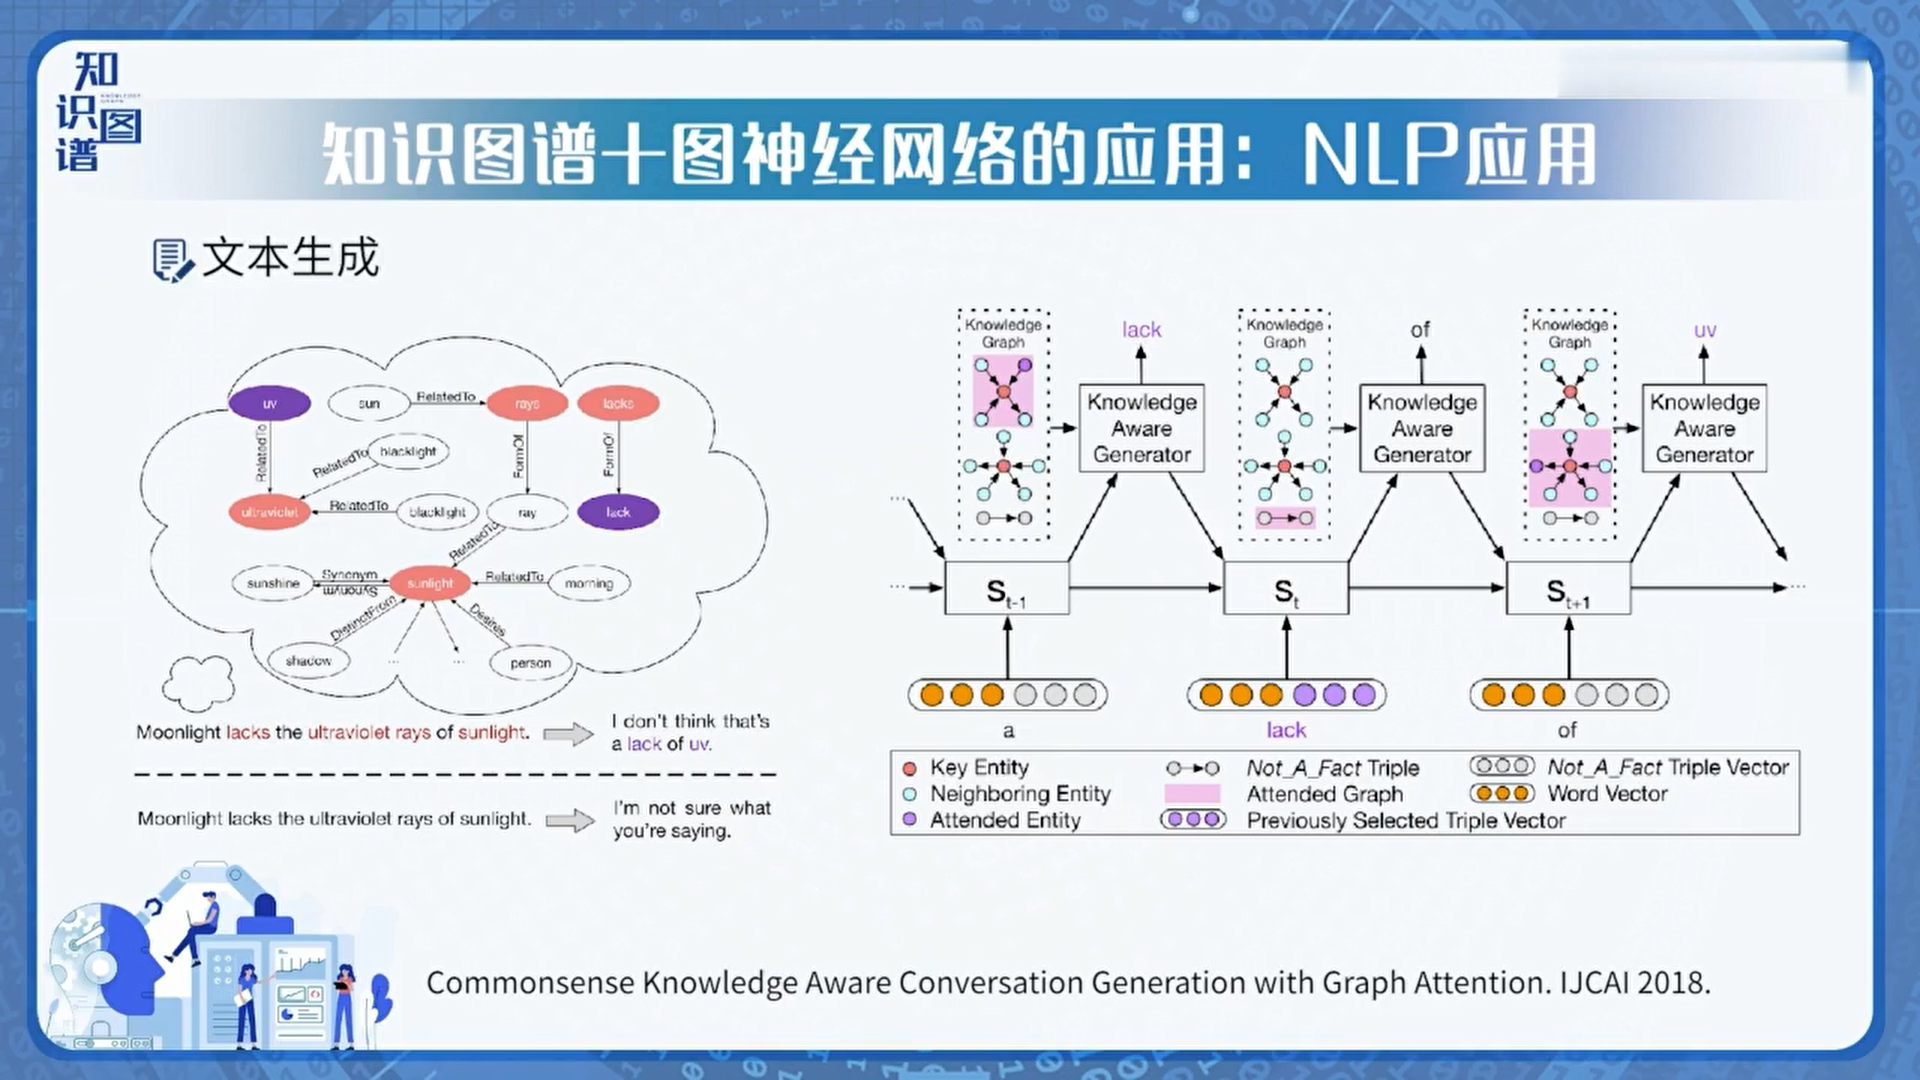 知识图谱
KNOWLEDGE GRAPH
知识图谱+图神经网络的应用：NLP应用
文本生成
uv
sun
RelatedTo
rays
lacks
RelatedTo
RelatedTo
blacklight
FormOf
FormOf
ultraviolet
RelatedTo
blacklight
ray
lack
RelatedTo
sunshine
Synonym
Synonym
sunlight
RelatedTo
morning
DistinctFrom
Desires
shadow
...
...
person
Moonlight lacks the ultraviolet rays of sunlight.
I don't think that's
a lack of uv.
Moonlight lacks the ultraviolet rays of sunlight.
I'm not sure what
you're saying.
Knowledge
Graph
lack
Knowledge
Graph
of
Knowledge
Graph
uv
Knowledge
Aware
Generator
Knowledge
Aware
Generator
Knowledge
Aware
Generator
...
...
St-1
St
St+1
...
a
lack
of
Key Entity
Not_A_Fact Triple
Not_A_Fact Triple Vector
Neighboring Entity
Attended Graph
Word Vector
Attended Entity
Previously Selected Triple Vector
Commonsense Knowledge Aware Conversation Generation with Graph Attention. IJCAI 2018.